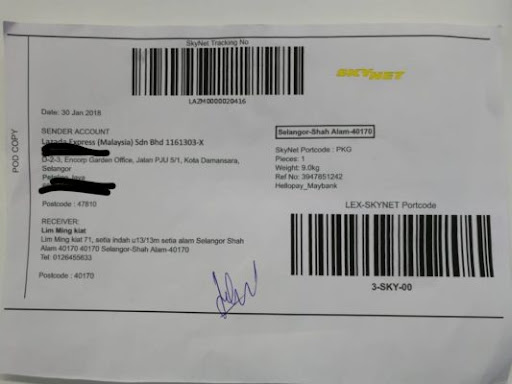 SkyNet Tracking No
LAZM0000020416
SKYNET
POD COPY
Date: 30 Jan 2018
SENDER ACCOUNT
Lazada Express (Malaysia) Sdn Bhd 1161303-X
D-2-3, Encorp Garden Office, Jalan PJU 5/1, Kota Damansara,
Selangor
Petaling Jaya
Postcode : 47810
RECEIVER:
Lim Ming kiat
Lim Ming kiat 71, setia indah u13/13m setia alam Selangor Shah
Alam 40170 40170 Selangor-Shah Alam-40170
Tel: 0126455633
Postcode : 40170
Selangor-Shah Alam-40170
SkyNet Portcode : PKG
Pieces: 1
Weight: 9.0kg
Ref No: 3947851242
Hellopay_Maybank
LEX-SKYNET Portcode
3-SKY-00